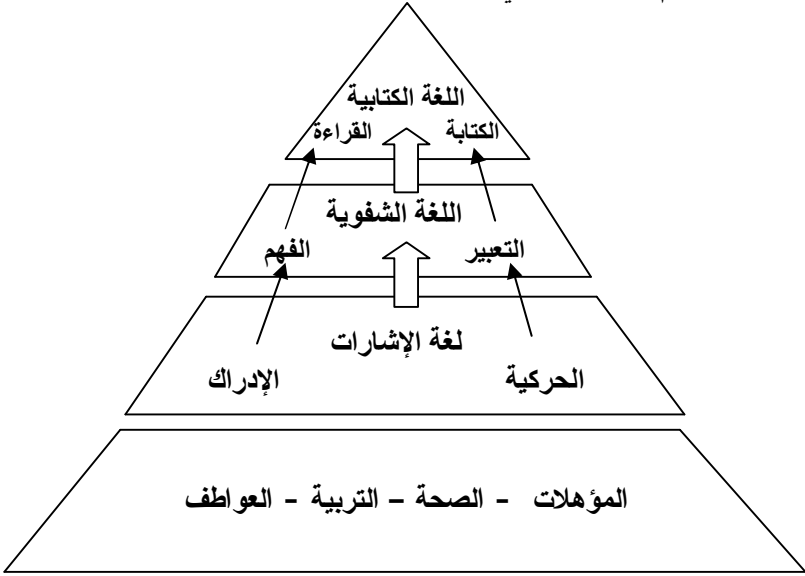 اللغة الكتابية
الكتابة القراءة
اللغة الشفوية
التعبير الفهم
لغة الإشارات
الحركية الإدراك
المؤهلات - الصحة – التربية - العواطف